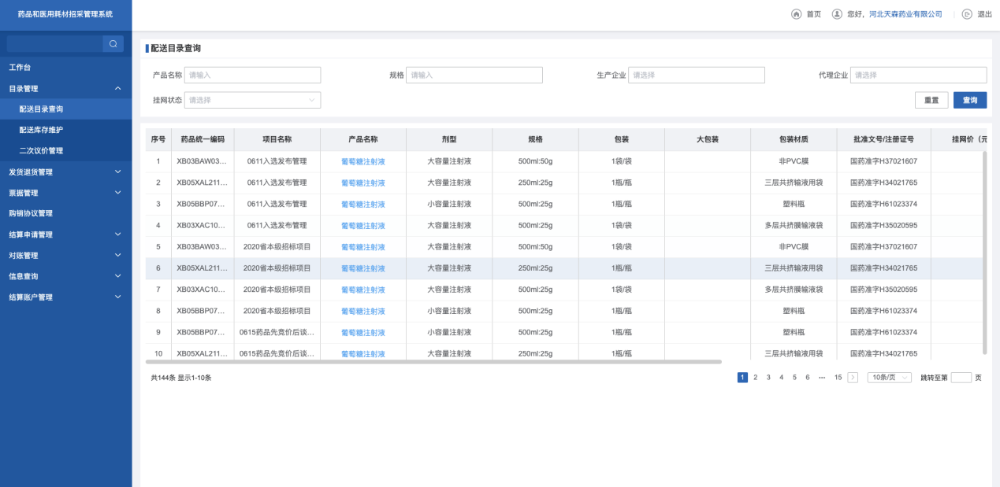 药品和医用耗材招采管理系统
首页 您好, 河北天森药业有限公司 退出
工作台
目录管理
配送目录查询
配送库存维护
二次议价管理
发货退货管理
票据管理
购销协议管理
结算申请管理
对账管理
信息查询
结算账户管理
配送目录查询
产品名称 请输入 规格 请输入 生产企业 请选择 代理企业 请选择
挂网状态 请选择 重置 查询
序号 药品统一编码 项目名称 产品名称 剂型 规格 包装 大包装 包装材质 批准文号/注册证号 挂网价（元
1 XB03BAW03... 0611入选发布管理 葡萄糖注射液 大容量注射液 500ml:50g 1袋/袋 非PVC膜 国药准字H37021607
2 XB05XAL211... 0611入选发布管理 葡萄糖注射液 大容量注射液 250ml:25g 1瓶/瓶 三层共挤输液用袋 国药准字H34021765
3 XB05BBP07... 0611入选发布管理 葡萄糖注射液 小容量注射液 500ml:25g 1瓶/瓶 塑料瓶 国药准字H61023374
4 XB03XAC10... 0611入选发布管理 葡萄糖注射液 大容量注射液 500ml:25g 1袋/袋 多层共挤膜输液袋 国药准字H35020595
5 XB03BAW03... 2020省本级招标项目 葡萄糖注射液 大容量注射液 500ml:50g 1袋/袋 非PVC膜 国药准字H37021607
6 XB05XAL211... 2020省本级招标项目 葡萄糖注射液 大容量注射液 250ml:25g 1瓶/瓶 三层共挤输液用袋 国药准字H34021765
7 XB03XAC10... 2020省本级招标项目 葡萄糖注射液 大容量注射液 500ml:25g 1袋/袋 多层共挤膜输液袋 国药准字H35020595
8 XB05BBP07... 2020省本级招标项目 葡萄糖注射液 小容量注射液 500ml:25g 1瓶/瓶 塑料瓶 国药准字H61023374
9 XB05BBP07... 0615药品先竞价后谈... 葡萄糖注射液 小容量注射液 500ml:25g 1瓶/瓶 塑料瓶 国药准字H61023374
10 XB05XAL211... 0615药品先竞价后谈... 葡萄糖注射液 大容量注射液 250ml:25g 1瓶/瓶 三层共挤输液用袋 国药准字H34021765
共144条 显示1-10条 1 2 3 4 5 6 ••• 15 10条/页 跳转至第 页